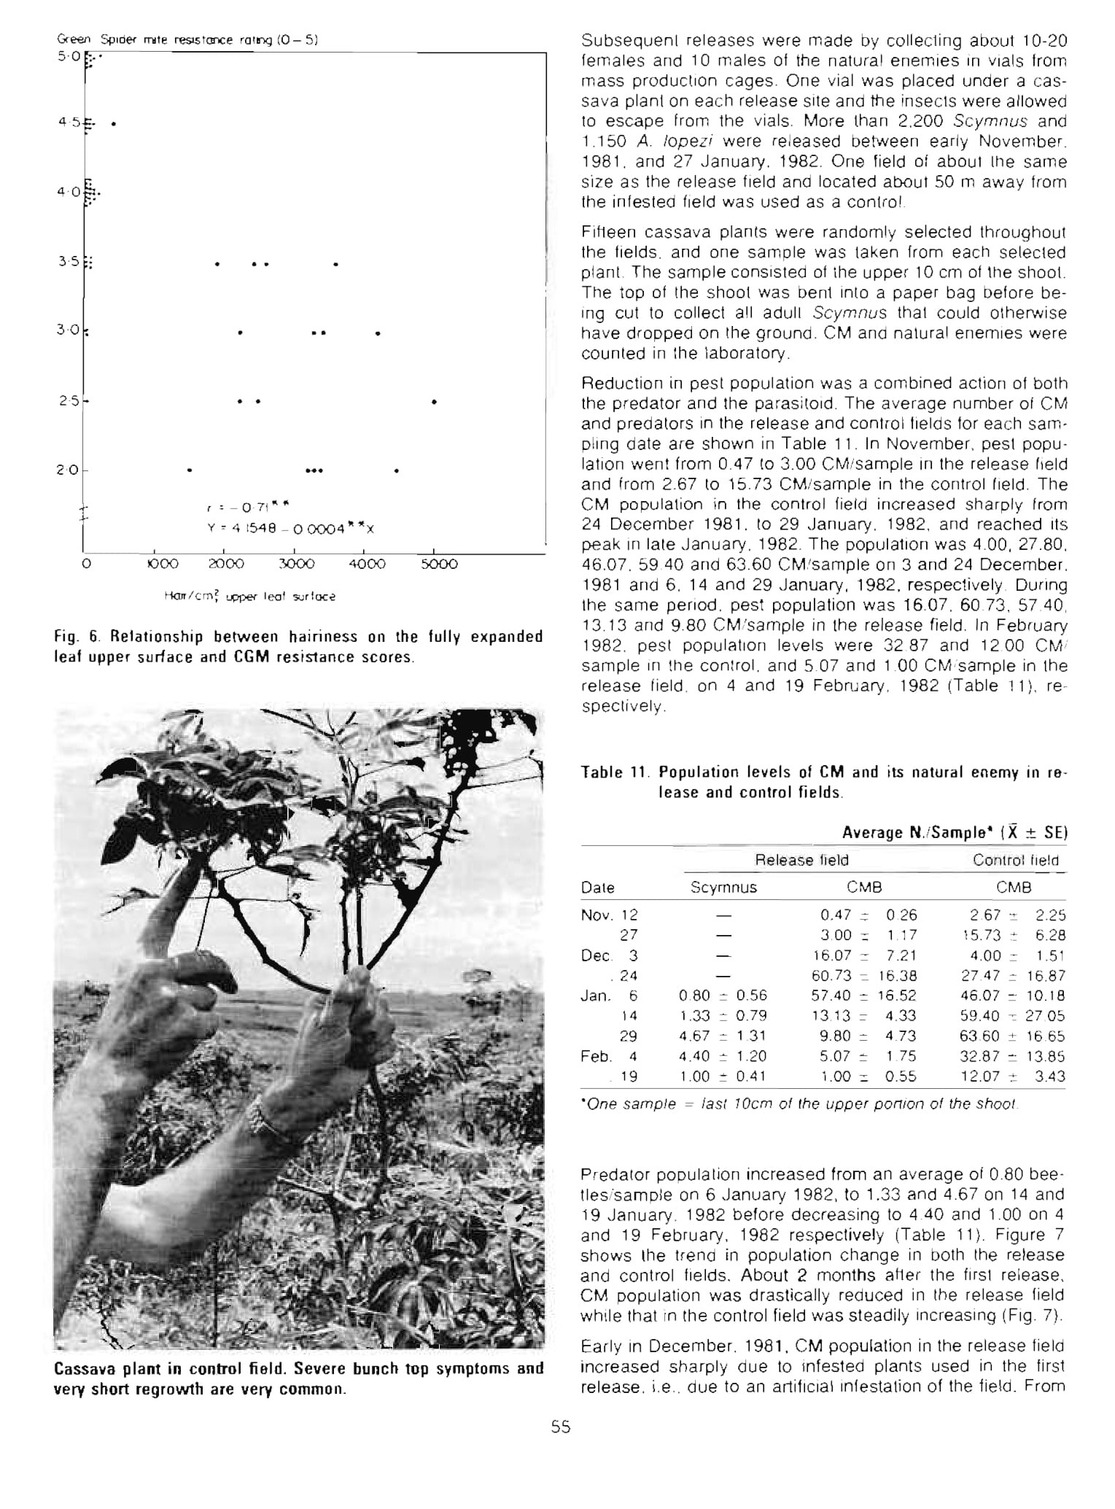 Green Spider mite resistance rating (0 – 5)
5·0
4·5
4·0
3·5
3·0
2·5
2·0
r = – 0·71**
Y = 4·1548 – 0·0004**X
0 1000 2000 3000 4000 5000
Hair/cm², upper leaf surface
Fig. 6. Relationship between hairiness on the fully expanded
leaf upper surface and CGM resistance scores.
Cassava plant in control field. Severe bunch top symptoms and
very short regrowth are very common.
Subsequent releases were made by collecting about 10-20
females and 10 males of the natural enemies in vials from
mass production cages. One vial was placed under a cas-
sava plant on each release site and the insects were allowed
to escape from the vials. More than 2,200 Scymnus and
1.150 A. lopezi were released between early November,
1981, and 27 January, 1982. One field of about the same
size as the release field and located about 50 m away from
the infested field was used as a control.
Fifteen cassava plants were randomly selected throughout
the fields, and one sample was taken from each selected
plant. The sample consisted of the upper 10 cm of the shoot.
The top of the shoot was bent into a paper bag before be-
ing cut to collect all adult Scymnus that could otherwise
have dropped on the ground. CM and natural enemies were
counted in the laboratory.
Reduction in pest population was a combined action of both
the predator and the parasitoid. The average number of CM
and predators in the release and control fields for each sam-
pling date are shown in Table 11. In November, pest popu-
lation went from 0.47 to 3.00 CM/sample in the release field
and from 2.67 to 15.73 CM/sample in the control field. The
CM population in the control field increased sharply from
24 December 1981, to 29 January, 1982, and reached its
peak in late January, 1982. The population was 4.00, 27.80,
46.07, 59.40 and 63.60 CM/sample on 3 and 24 December,
1981 and 6, 14 and 29 January, 1982, respectively. During
the same period, pest population was 16.07, 60.73, 57.40,
13.13 and 9.80 CM/sample in the release field. In February
1982, pest population levels were 32.87 and 12.00 CM/
sample in the control, and 5.07 and 1.00 CM/sample in the
release field, on 4 and 19 February, 1982 (Table 11), re-
spectively.
Table 11. Population levels of CM and its natural enemy in re-
lease and control fields.
Average N./Sample* (X̄ ± SE)
Release field Control field
Date Scymnus CMB CMB
Nov. 12 — 0.47 ± 0.26 2.67 ± 2.25
27 — 3.00 ± 1.17 15.73 ± 6.28
Dec. 3 — 16.07 ± 7.21 4.00 ± 1.51
. 24 — 60.73 ± 16.38 27.47 ± 16.87
Jan. 6 0.80 ± 0.56 57.40 ± 16.52 46.07 ± 10.18
14 1.33 ± 0.79 13.13 ± 4.33 59.40 ± 27.05
29 4.67 ± 1.31 9.80 ± 4.73 63.60 ± 16.65
Feb. 4 4.40 ± 1.20 5.07 ± 1.75 32.87 ± 13.85
. 19 1.00 ± 0.41 1.00 ± 0.55 12.07 ± 3.43
*One sample = last 10cm of the upper portion of the shoot.
Predator population increased from an average of 0.80 bee-
tles/sample on 6 January 1982, to 1.33 and 4.67 on 14 and
19 January, 1982 before decreasing to 4.40 and 1.00 on 4
and 19 February, 1982 respectively (Table 11). Figure 7
shows the trend in population change in both the release
and control fields. About 2 months after the first release,
CM population was drastically reduced in the release field
while that in the control field was steadily increasing (Fig. 7).
Early in December, 1981, CM population in the release field
increased sharply due to infested plants used in the first
release, i.e., due to an artificial infestation of the field. From
55